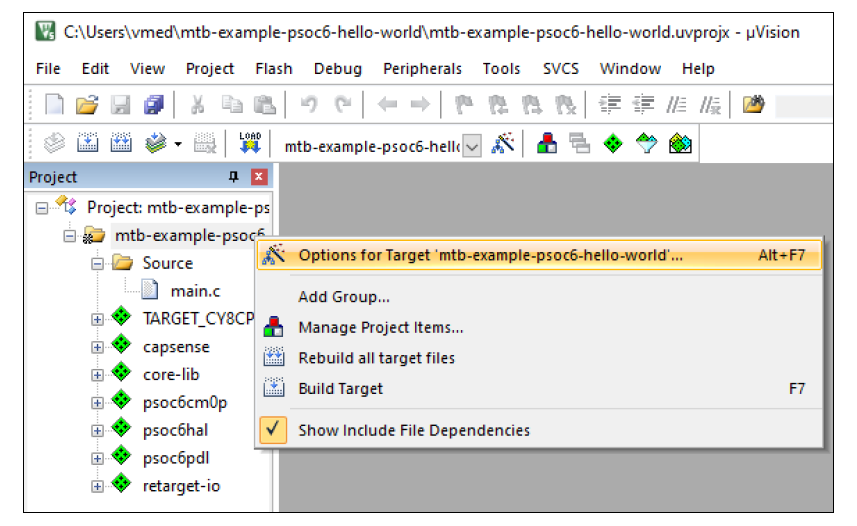 C:\Users\vmed\mtb-example-psoc6-hello-world\mtb-example-psoc6-hello-world.uvprojx - µVision
File Edit View Project Flash Debug Peripherals Tools SVCS Window Help
LOAD mtb-example-psoc6-hell
Project
Project: mtb-example-ps
mtb-example-psoc6
Options for Target 'mtb-example-psoc6-hello-world'... Alt+F7
Source
main.c
Add Group...
TARGET_CY8CP
Manage Project Items...
capsense
Rebuild all target files
core-lib
Build Target F7
psoc6cm0p
psoc6hal
Show Include File Dependencies
psoc6pdl
retarget-io